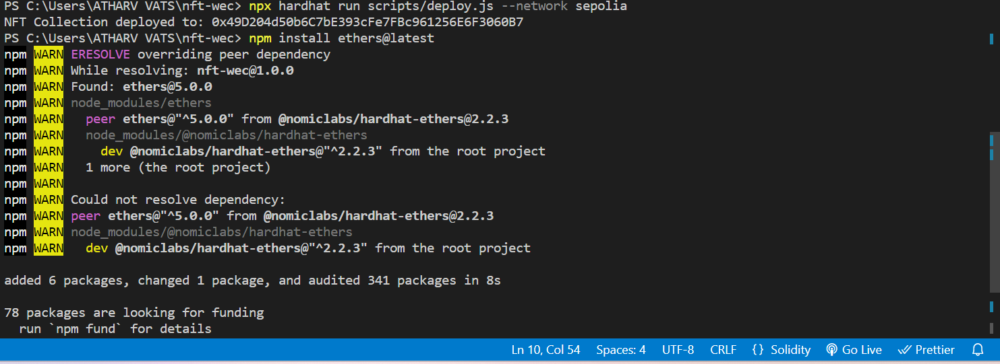 PS C:\Users\ATHARV VATS\nft-wec> npx hardhat run scripts/deploy.js --network sepolia
NFT Collection deployed to: 0x49D204d50b6C7bE393cFe7FBc961256E6F3060B7
PS C:\Users\ATHARV VATS\nft-wec> npm install ethers@latest
npm WARN ERESOLVE overriding peer dependency
npm WARN While resolving: nft-wec@1.0.0
npm WARN Found: ethers@5.0.0
npm WARN node_modules/ethers
npm WARN   peer ethers@"^5.0.0" from @nomiclabs/hardhat-ethers@2.2.3
npm WARN   node_modules/@nomiclabs/hardhat-ethers
npm WARN     dev @nomiclabs/hardhat-ethers@"^2.2.3" from the root project
npm WARN   1 more (the root project)
npm WARN
npm WARN Could not resolve dependency:
npm WARN peer ethers@"^5.0.0" from @nomiclabs/hardhat-ethers@2.2.3
npm WARN node_modules/@nomiclabs/hardhat-ethers
npm WARN   dev @nomiclabs/hardhat-ethers@"^2.2.3" from the root project
added 6 packages, changed 1 package, and audited 341 packages in 8s
78 packages are looking for funding
  run `npm fund` for details
Ln 10, Col 54 Spaces: 4 UTF-8 CRLF {} Solidity Go Live Prettier